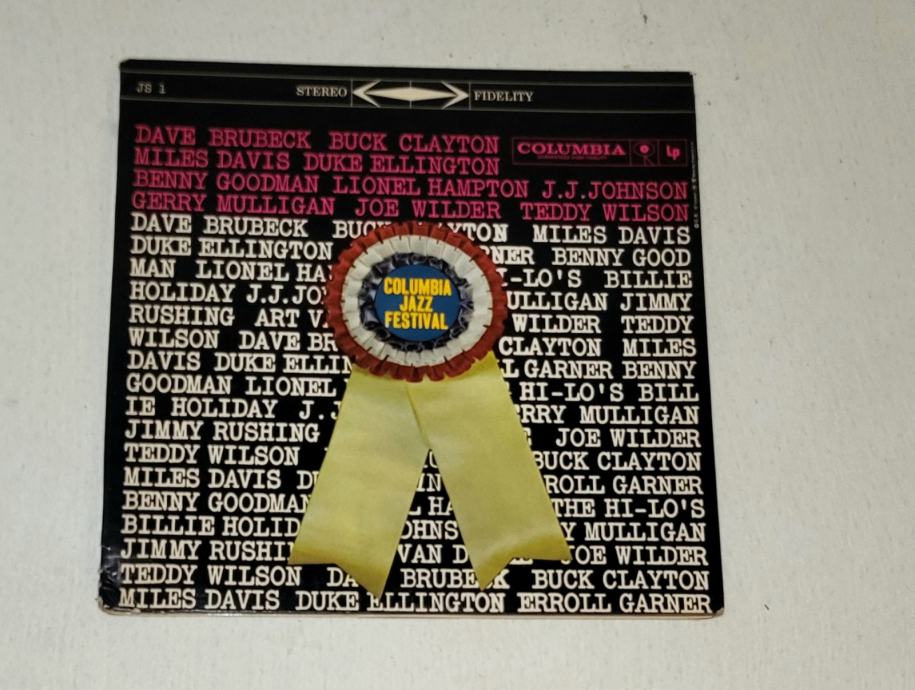 JS 1
STEREO FIDELITY
DAVE BRUBECK BUCK CLAYTON
COLUMBIA Lp
MILES DAVIS DUKE ELLINGTON
BENNY GOODMAN LIONEL HAMPTON J.J.JOHNSON
GERRY MULLIGAN JOE WILDER TEDDY WILSON
DAVE BRUBECK MILES DAVIS
DUKE ELLINGTON BENNY GOOD
MAN LIONEL HI-LO'S BILLIE
HOLIDAY JIMMY
RUSHING ART WILDER TEDDY
WILSON DAVE CLAYTON MILES
DAVIS DUKE GARNER BENNY
GOODMAN LIONEL HI-LO'S BILL
IE HOLIDAY MULLIGAN
JIMMY RUSHING JOE WILDER
TEDDY WILSON BUCK CLAYTON
MILES DAVIS GARNER
BENNY GOODMAN THE HI-LO'S
BILLIE MULLIGAN
JIMMY VAN JOE WILDER
TEDDY WILSON BUCK CLAYTON
MILES DAVIS DUKE ELLINGTON ERROLL GARNER
COLUMBIA
JAZZ
FESTIVAL